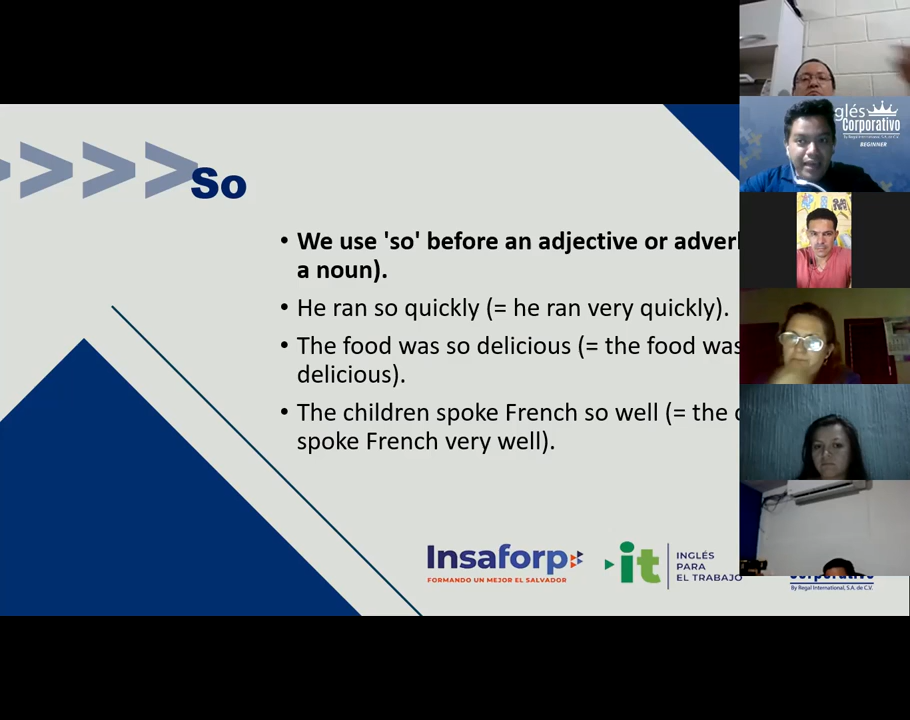 So
• We use 'so' before an adjective or
a noun).
• He ran so quickly (= he ran very quickly).
• The food was so delicious (= the food was
delicious).
• The children spoke French so well (= the
spoke French very well).
Insaforp
FORMANDO UN MEJOR EL SALVADOR
it
INGLÉS
PARA
EL TRABAJO
By Regal International, S.A. de C.V.
Corporativo
By Regal International, S.A. de C.V.
BEGINNER